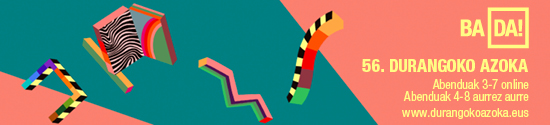 BA DA!
56. DURANGOKO AZOKA
Abenduak 3-7 online
Abenduak 4-8 aurrez aurre
www.durangokoazoka.eus